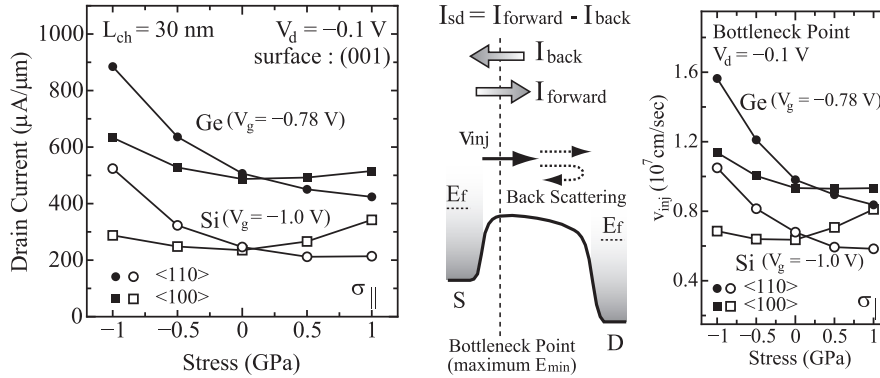 L_ch = 30 nm
V_d = −0.1 V
surface : (001)
Ge (V_g = −0.78 V)
Si (V_g = −1.0 V)
<110>
<100>
σ_||
1000
800
600
400
200
0
Drain Current (μA/μm)
−1 −0.5 0 0.5 1
Stress (GPa)
I_sd = I_forward - I_back
I_back
I_forward
v_inj
Back Scattering
E_f
E_f
S
D
Bottleneck Point
(maximum E_min)
Bottleneck Point
V_d = −0.1 V
Ge (V_g = −0.78 V)
Si (V_g = −1.0 V)
<110>
<100>
σ_||
1.6
1.2
0.8
0.4
v_inj (10^7 cm/sec)
−1 −0.5 0 0.5 1
Stress (GPa)